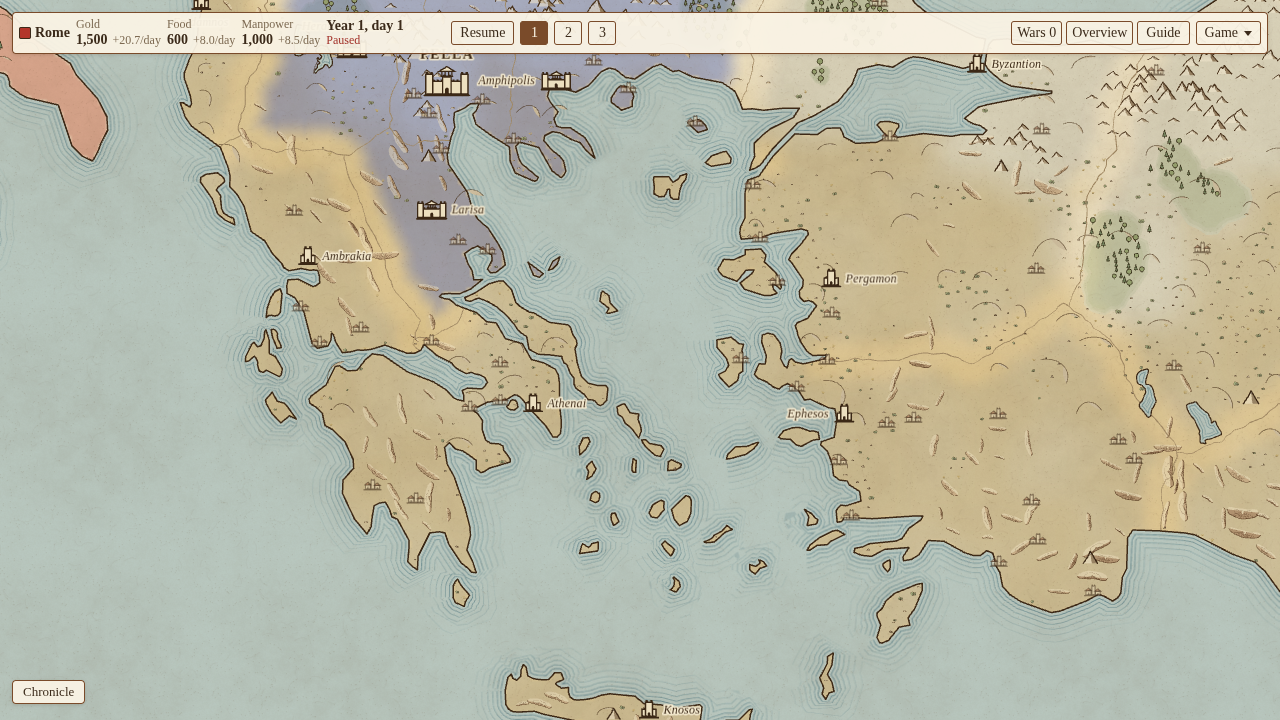 Rome
Gold
1,500 +20.7/day
Food
600 +8.0/day
Manpower
1,000 +8.5/day
Year 1, day 1
Paused
Resume
1
2
3
Wars 0
Overview
Guide
Game
PELLA
Amphipolis
Byzantion
Larisa
Ambrakia
Pergamon
Athenai
Ephesos
Knosos
Chronicle